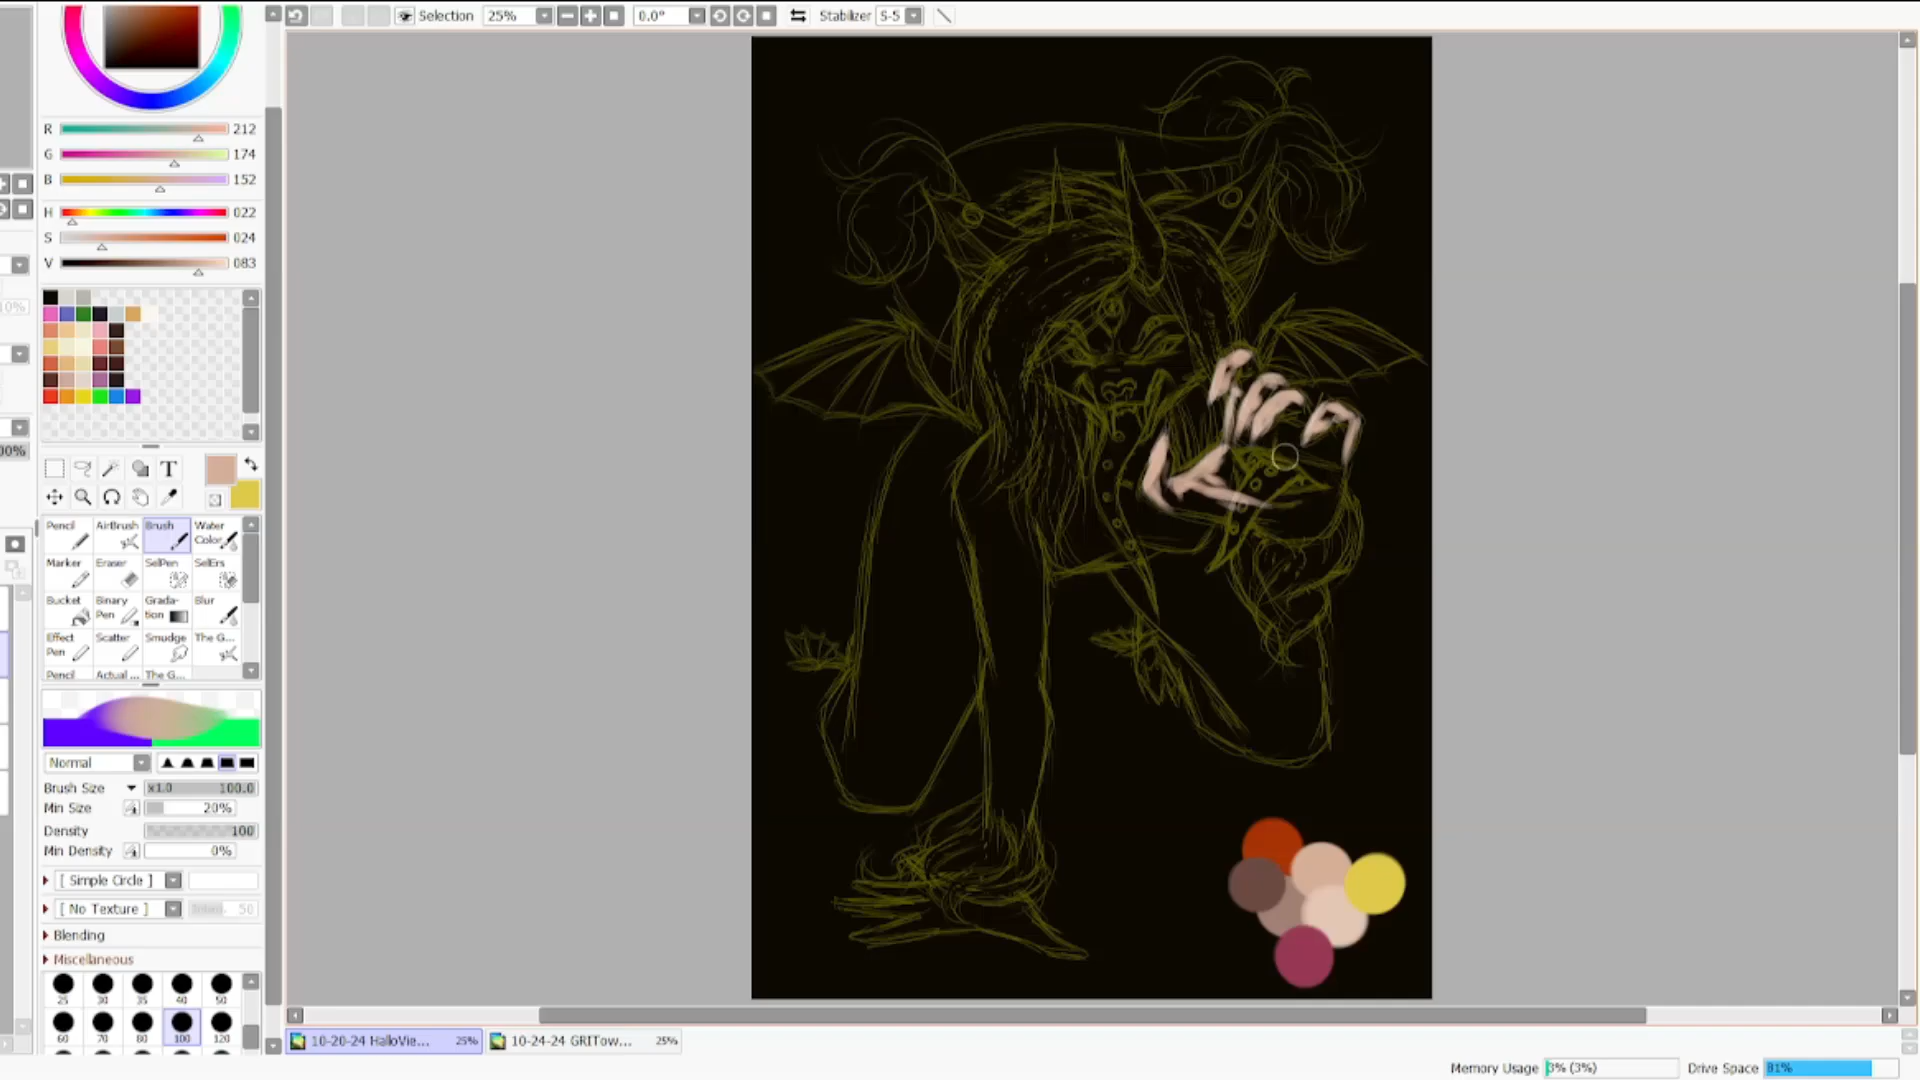 Selection 25% 0.0° Stabilizer S-5
R 212
G 174
B 152
H 022
S 024
V 083
10%
00%
T
Pencil AirBrush Brush Water Color
Marker Eraser SelPen SelErs
Bucket Binary Pen Grada-tion Blur
Effect Pen Scatter Smudge The G...
Pencil Actual ... The G...
Normal
Brush Size x1.0 100.0
Min Size 20%
Density 100
Min Density 0%
[ Simple Circle ]
[ No Texture ] 50
Blending
Miscellaneous
25 30 35 40 50
60 70 80 100 120
10-20-24 HalloVie... 25% 10-24-24 GRITow... 25%
Memory Usage 3% (3%) Drive Space 81%